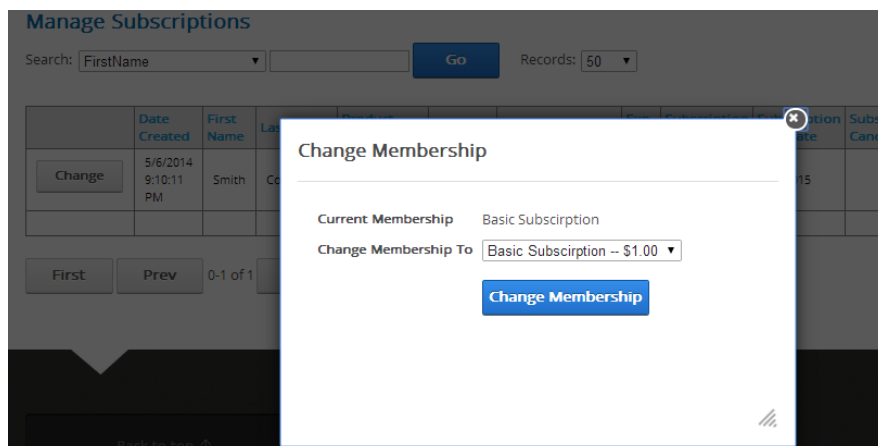 Manage Subscriptions
Search: FirstName Go Records: 50
Date Created First Name
Change 5/6/2014 9:10:11 PM Smith
First Prev 0-1 of 1
Change Membership
Current Membership Basic Subscirption
Change Membership To Basic Subscirption -- $1.00
Change Membership